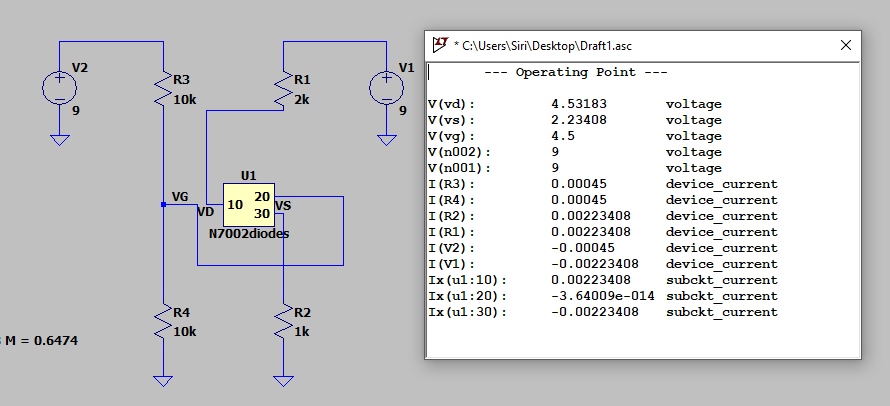 V2
R3
10k
9
R1
2k
V1
9
U1
VG
VD
10
20
30
VS
N7002diodes
R4
10k
R2
1k
M = 0.6474
* C:\Users\Siri\Desktop\Draft1.asc
--- Operating Point ---
V(vd): 4.53183 voltage
V(vs): 2.23408 voltage
V(vg): 4.5 voltage
V(n002): 9 voltage
V(n001): 9 voltage
I(R3): 0.00045 device_current
I(R4): 0.00045 device_current
I(R2): 0.00223408 device_current
I(R1): 0.00223408 device_current
I(V2): -0.00045 device_current
I(V1): -0.00223408 device_current
Ix(u1:10): 0.00223408 subckt_current
Ix(u1:20): -3.64009e-014 subckt_current
Ix(u1:30): -0.00223408 subckt_current